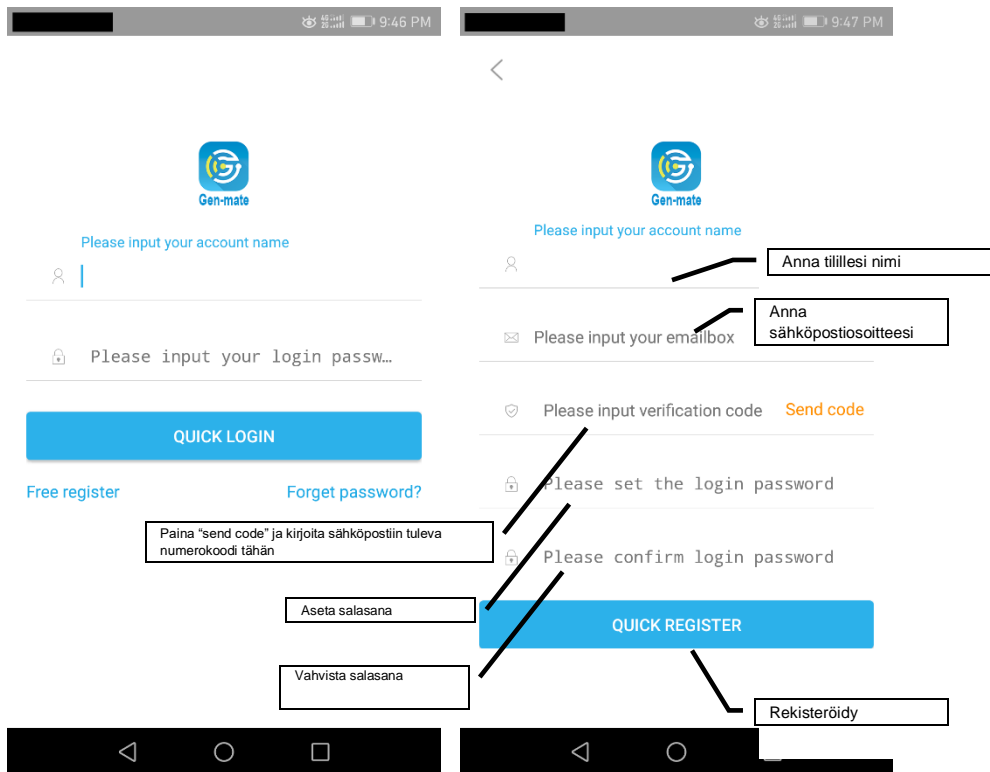 9:46 PM
Gen-mate
Please input your account name
Please input your login passw…
QUICK LOGIN
Free register
Forget password?
9:47 PM
Gen-mate
Please input your account name
Anna tilillesi nimi
Please input your emailbox
Anna
sähköpostiosoitteesi
Please input verification code
Send code
Paina “send code” ja kirjoita sähköpostiin tuleva
numerokoodi tähän
Please set the login password
Aseta salasana
Please confirm login password
Vahvista salasana
QUICK REGISTER
Rekisteröidy